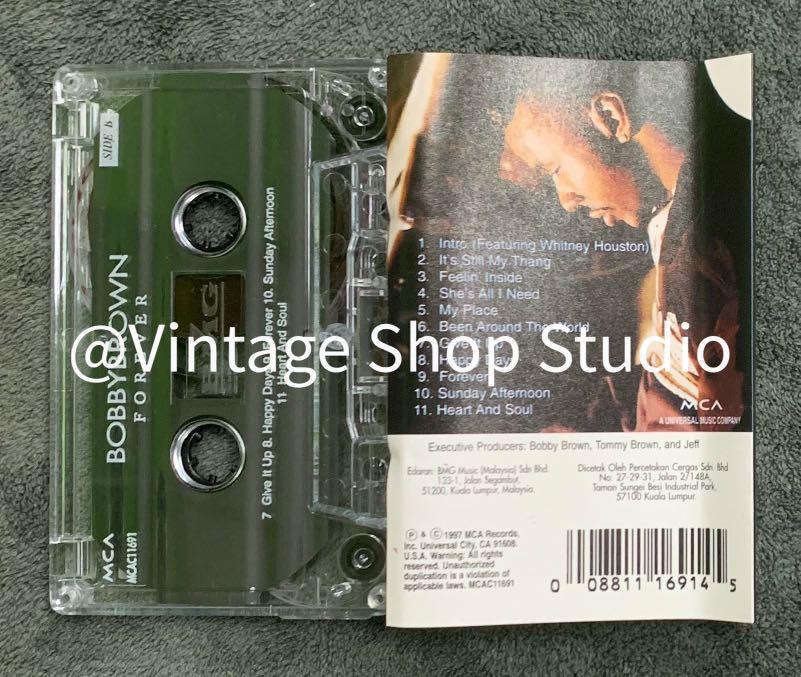 SIDE b
BOBBYBROWN
FOREVER
MCA
MCAC11691
7 Give It Up 8. Happy Days 9. Forever 10. Sunday Afternoon
11 Heart And Soul
BMG
1. Intro (Featuring Whitney Houston)
2. It's Still My Thang
3. Feelin' Inside
4. She's All I Need
5. My Place
6. Been Around The World
8. Happy Days
9. Forever
10. Sunday Afternoon
11. Heart And Soul
@Vintage Shop Studio
MCA
A UNIVERSAL MUSIC COMPANY
Executive Producers: Bobby Brown, Tommy Brown, and Jeff
Edaran: BMG Music (Malaysia) Sdn Bhd.
133-1, Jalan Segambut,
51200, Kuala Lumpur, Malaysia.
Dicetak Oleh Percetakan Cergas Sdn. Bhd
No: 27-29-31, Jalan 2/148A,
Taman Sungei Besi Industrial Park,
57100 Kuala Lumpur.
℗ & © 1997 MCA Records,
Inc. Universal City, CA 91608.
U.S.A. Warning: All rights
reserved. Unauthorized
duplication is a violation of
applicable laws. MCAC11691
0 08811 16914 5